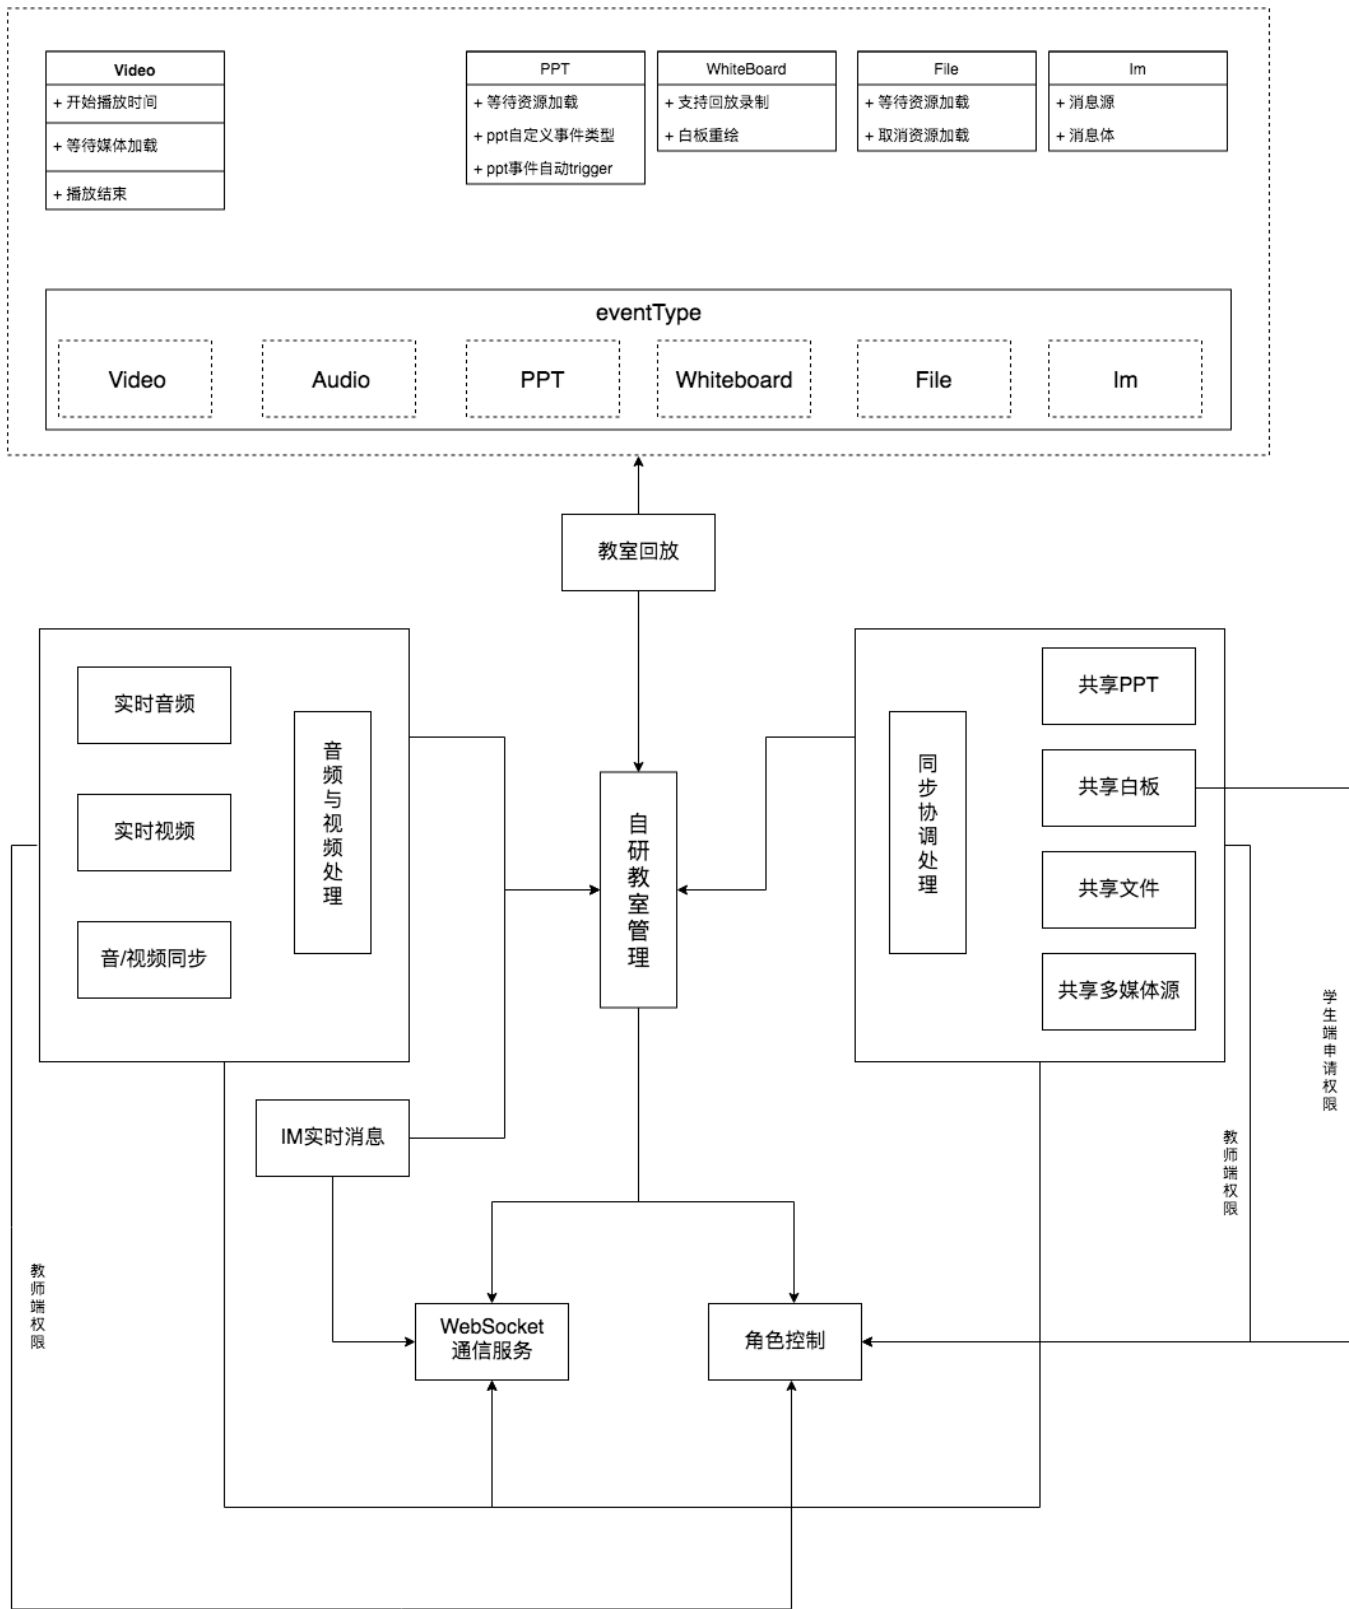 Video
+ 开始播放时间
+ 等待媒体加载
+ 播放结束
PPT
+ 等待资源加载
+ ppt自定义事件类型
+ ppt事件自动trigger
WhiteBoard
+ 支持回放录制
+ 白板重绘
File
+ 等待资源加载
+ 取消资源加载
Im
+ 消息源
+ 消息体
eventType
Video
Audio
PPT
Whiteboard
File
Im
教室回放
实时音频
实时视频
音/视频同步
音频与视频处理
自研教室管理
同步协调处理
共享PPT
共享白板
共享文件
共享多媒体源
学生端申请权限
IM实时消息
教师端权限
教师端权限
WebSocket
通信服务
角色控制